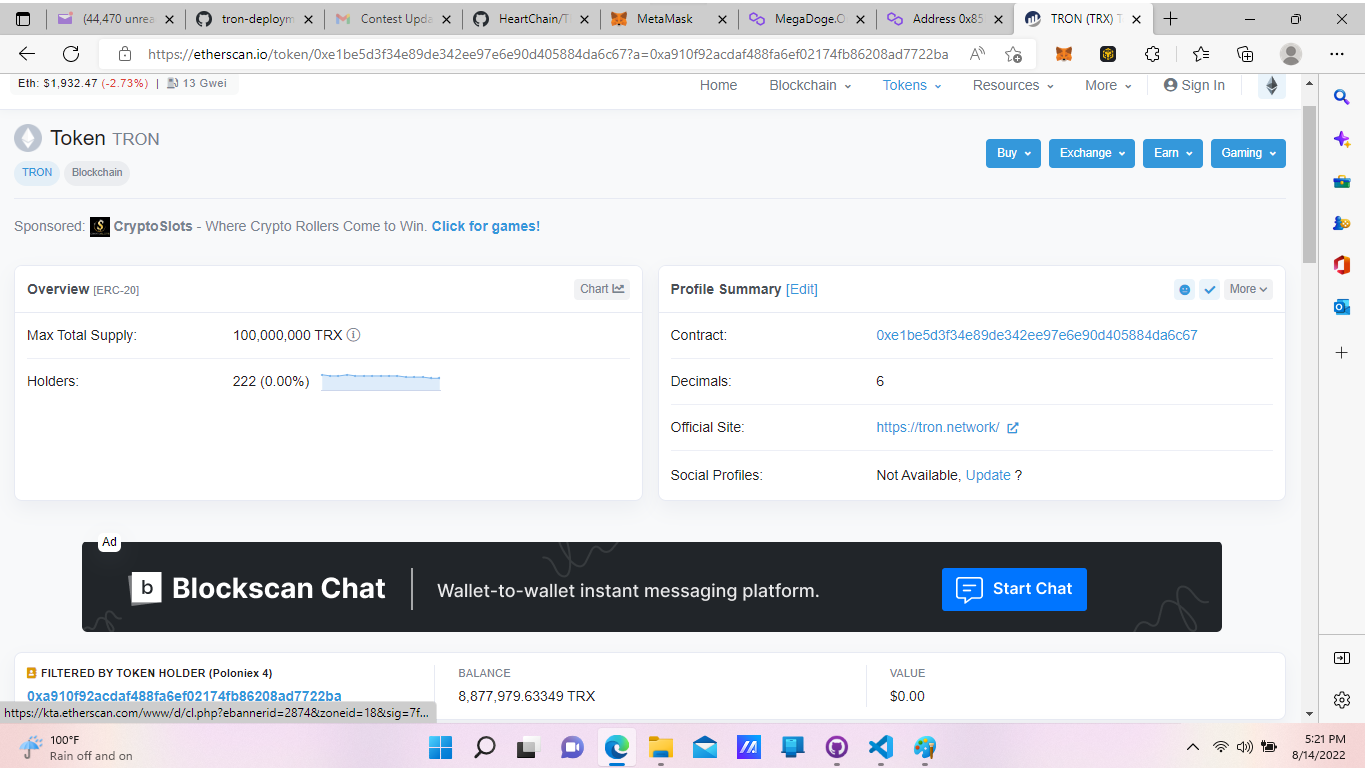 (44,470 unrea
tron-deploym
Contest Upda
HeartChain/T
MetaMask
MegaDoge.O
Address 0x85
TRON (TRX) T
https://etherscan.io/token/0xe1be5d3f34e89de342ee97e6e90d405884da6c67?a=0xa910f92acdaf488fa6ef02174fb86208ad7722ba
Eth: $1,932.47 (-2.73%) | 13 Gwei
Home Blockchain Tokens Resources More Sign In
Token TRON
Buy Exchange Earn Gaming
TRON Blockchain
Sponsored: CryptoSlots - Where Crypto Rollers Come to Win. Click for games!
Overview [ERC-20] Chart
Max Total Supply: 100,000,000 TRX
Holders: 222 (0.00%)
Profile Summary [Edit] More
Contract: 0xe1be5d3f34e89de342ee97e6e90d405884da6c67
Decimals: 6
Official Site: https://tron.network/
Social Profiles: Not Available, Update ?
Ad
b Blockscan Chat Wallet-to-wallet instant messaging platform. Start Chat
FILTERED BY TOKEN HOLDER (Poloniex 4)
0xa910f92acdaf488fa6ef02174fb86208ad7722ba
BALANCE
8,877,979.63349 TRX
VALUE
$0.00
https://kta.etherscan.com/www/d/cl.php?ebannerid=2874&zoneid=18&sig=7f...
100°F
Rain off and on
5:21 PM
8/14/2022